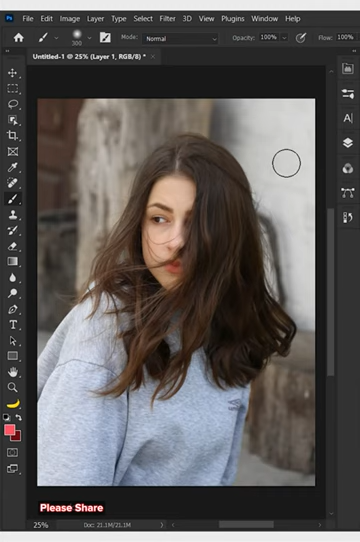 Ps File Edit Image Layer Type Select Filter 3D View Plugins Window Help
300 Mode: Normal Opacity: 100% Flow: 100%
Untitled-1 @ 25% (Layer 1, RGB/8) *
A
T
Please Share
25% Doc: 21.1M/21.1M